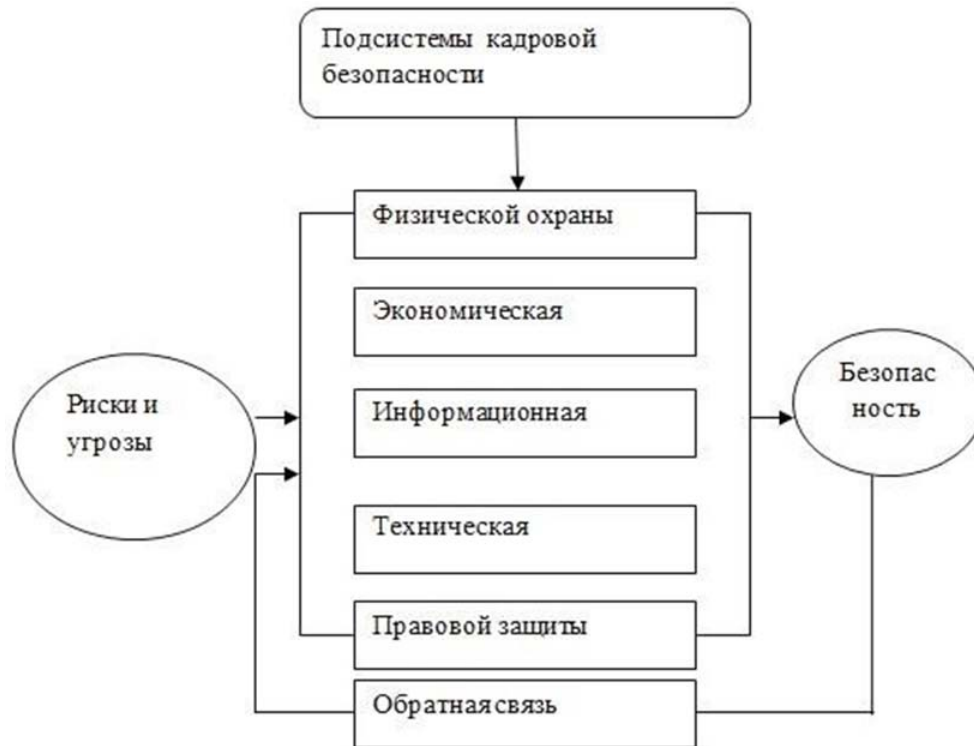 Подсистемы кадровой
безопасности
Физической охраны
Экономическая
Информационная
Техническая
Правовой защиты
Обратная связь
Риски и
угрозы
Безопас
ность